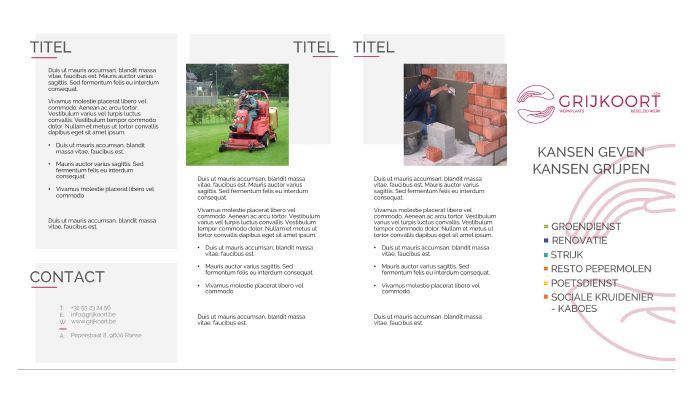 TITEL
Duis ut mauris accumsan, blandit massa
vitae, faucibus est. Mauris auctor varius
sagittis. Sed fermentum felis eu interdum
consequat.
Vivamus molestie placerat libero vel
commodo. Aenean ac arcu tortor.
Vestibulum varius vel turpis luctus
convallis. Vestibulum tempor commodo
dolor. Nullam et metus ut tortor convallis
dapibus eget sit amet ipsum.
• Duis ut mauris accumsan, blandit
massa vitae, faucibus est.
• Mauris auctor varius sagittis. Sed
fermentum felis eu interdum
consequat.
• Vivamus molestie placerat libero vel
commodo
Duis ut mauris accumsan, blandit massa
vitae, faucibus est.
CONTACT
T: +32 55 23 24 56
E: info@grijkoort.be
W: www.grijkoort.be
A: Peperstraat 8, 9600 Ronse
TITEL
Duis ut mauris accumsan, blandit massa
vitae, faucibus est. Mauris auctor varius
sagittis. Sed fermentum felis eu interdum
consequat.
Vivamus molestie placerat libero vel
commodo. Aenean ac arcu tortor. Vestibulum
varius vel turpis luctus convallis. Vestibulum
tempor commodo dolor. Nullam et metus ut
tortor convallis dapibus eget sit amet ipsum.
• Duis ut mauris accumsan, blandit massa
vitae, faucibus est.
• Mauris auctor varius sagittis. Sed
fermentum felis eu interdum consequat.
• Vivamus molestie placerat libero vel
commodo
Duis ut mauris accumsan, blandit massa
vitae, faucibus est.
TITEL
Duis ut mauris accumsan, blandit massa
vitae, faucibus est. Mauris auctor varius
sagittis. Sed fermentum felis eu interdum
consequat.
Vivamus molestie placerat libero vel
commodo. Aenean ac arcu tortor. Vestibulum
varius vel turpis luctus convallis. Vestibulum
tempor commodo dolor. Nullam et metus ut
tortor convallis dapibus eget sit amet ipsum.
• Duis ut mauris accumsan, blandit massa
vitae, faucibus est.
• Mauris auctor varius sagittis. Sed
fermentum felis eu interdum consequat.
• Vivamus molestie placerat libero vel
commodo
Duis ut mauris accumsan, blandit massa
vitae, faucibus est.
GRIJKOORT
WERKPLAATS BEGELEID WERK
KANSEN GEVEN
KANSEN GRIJPEN
GROENDIENST
RENOVATIE
STRIJK
RESTO PEPERMOLEN
POETSDIENST
SOCIALE KRUIDENIER
- KABOES